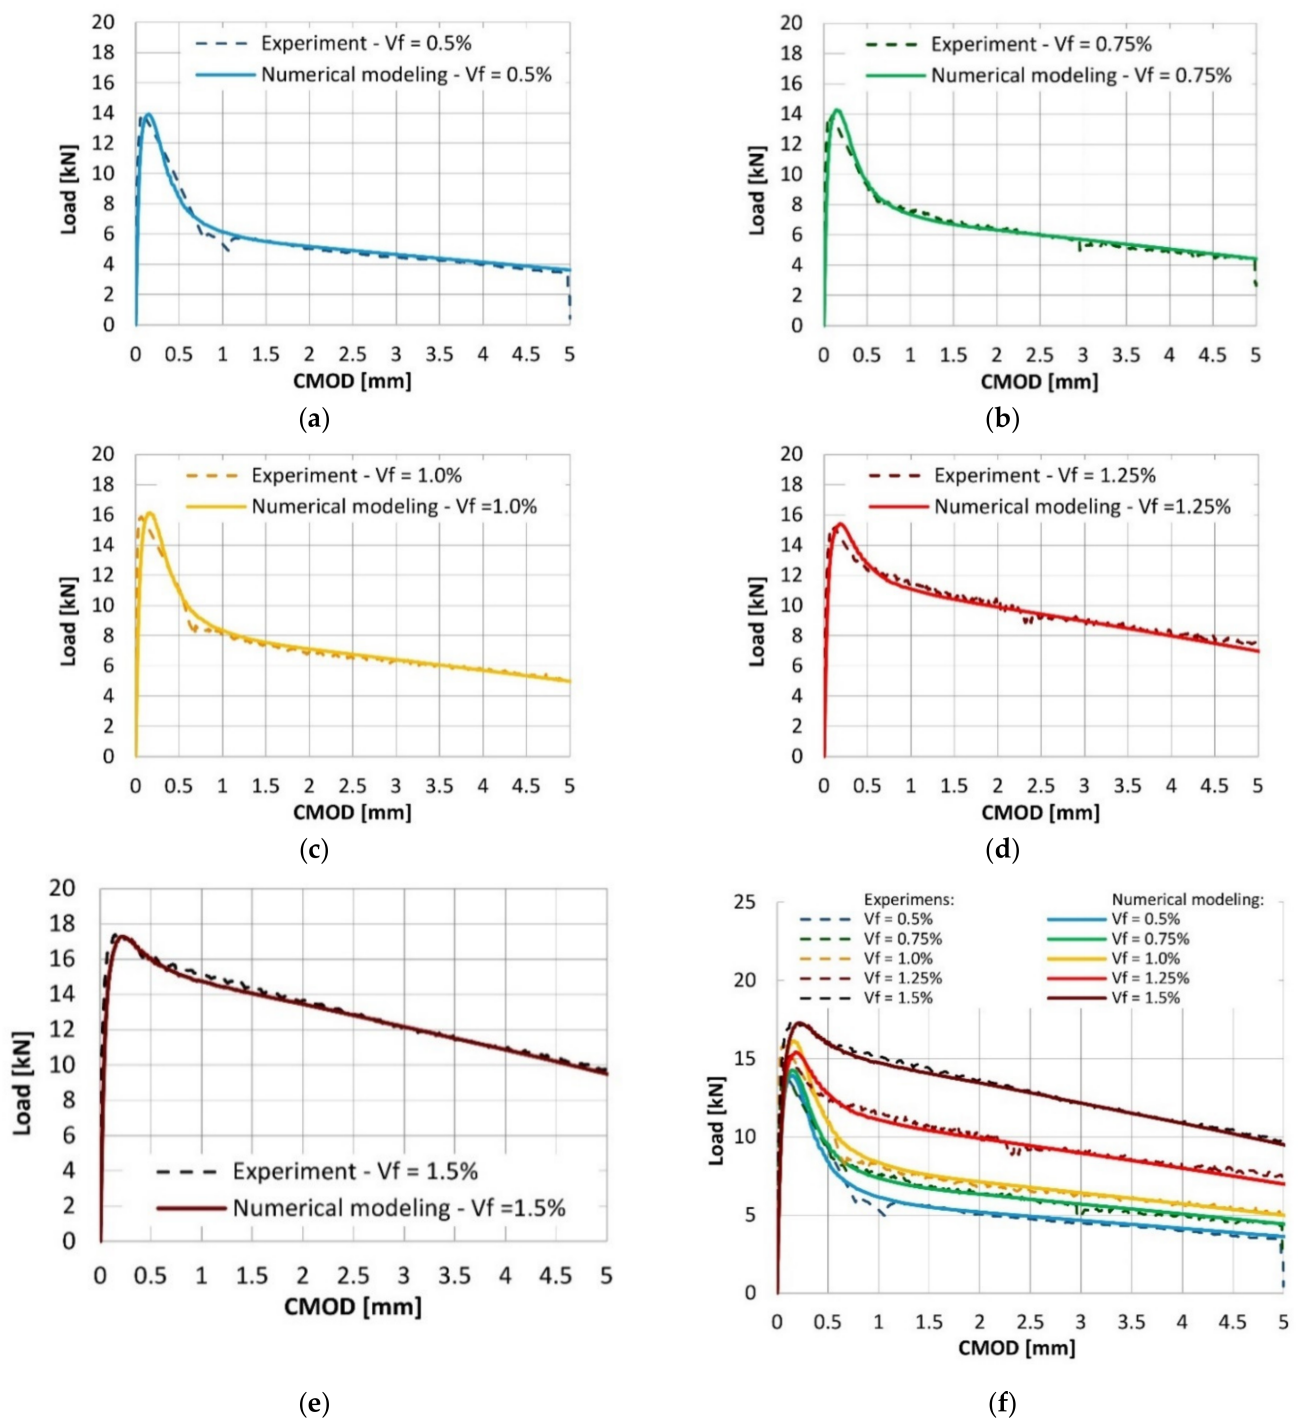 20
18
16
14
12
10
8
6
4
2
0
Load [kN]
Experiment - Vf = 0.5%
Numerical modeling - Vf = 0.5%
0 0.5 1 1.5 2 2.5 3 3.5 4 4.5 5
CMOD [mm]
(a)
20
18
16
14
12
10
8
6
4
2
0
Load [kN]
Experiment - Vf = 0.75%
Numerical modeling - Vf = 0.75%
0 0.5 1 1.5 2 2.5 3 3.5 4 4.5 5
CMOD [mm]
(b)
20
18
16
14
12
10
8
6
4
2
0
Load [kN]
Experiment - Vf = 1.0%
Numerical modeling - Vf =1.0%
0 0.5 1 1.5 2 2.5 3 3.5 4 4.5 5
CMOD [mm]
(c)
20
18
16
14
12
10
8
6
4
2
0
Load [kN]
Experiment - Vf = 1.25%
Numerical modeling - Vf =1.25%
0 0.5 1 1.5 2 2.5 3 3.5 4 4.5 5
CMOD [mm]
(d)
20
18
16
14
12
10
8
6
4
2
0
Load [kN]
Experiment - Vf = 1.5%
Numerical modeling - Vf =1.5%
0 0.5 1 1.5 2 2.5 3 3.5 4 4.5 5
CMOD [mm]
(e)
25
20
15
10
5
0
Load [kN]
Experimens:
Vf = 0.5%
Vf = 0.75%
Vf = 1.0%
Vf = 1.25%
Vf = 1.5%
Numerical modeling:
Vf = 0.5%
Vf = 0.75%
Vf = 1.0%
Vf = 1.25%
Vf = 1.5%
0 0.5 1 1.5 2 2.5 3 3.5 4 4.5 5
CMOD [mm]
(f)